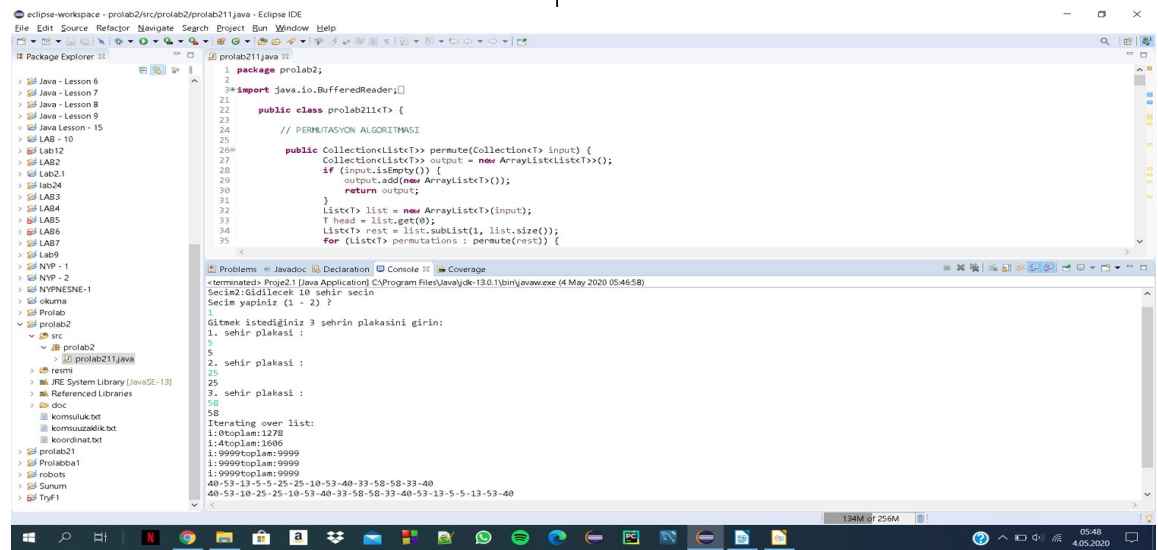 eclipse-workspace - prolab2/src/prolab2/prolab211.java - Eclipse IDE
File Edit Source Refactor Navigate Search Project Run Window Help
Package Explorer
Java - Lesson 6
Java - Lesson 7
Java - Lesson 8
Java - Lesson 9
Java Lesson - 15
LAB - 10
Lab12
LAB2
Lab2.1
lab24
LAB3
LAB4
LAB5
LAB6
LAB7
Lab9
NYP - 1
NYP - 2
NYPNESNE-1
okuma
Prolab
prolab2
src
prolab2
prolab211.java
resmi
JRE System Library [JavaSE-13]
Referenced Libraries
doc
komsuluk.txt
komsuuzaklik.txt
koordinat.txt
prolab21
Prolabba1
robots
Sunum
TryF1
prolab211.java
1 package prolab2;
2
3 import java.io.BufferedReader;
21
22 public class prolab211<T> {
23
24 // PERMUTASYON ALGORITMASI
25
26 public Collection<List<T>> permute(Collection<T> input) {
27 Collection<List<T>> output = new ArrayList<List<T>>();
28 if (input.isEmpty()) {
29 output.add(new ArrayList<T>());
30 return output;
31 }
32 List<T> list = new ArrayList<T>(input);
33 T head = list.get(0);
34 List<T> rest = list.subList(1, list.size());
35 for (List<T> permutations : permute(rest)) {
Problems Javadoc Declaration Console Coverage
<terminated> Proje2.1 [Java Application] C:\Program Files\Java\jdk-13.0.1\bin\javaw.exe (4 May 2020 05:46:58)
Secim2:Gidilecek 10 sehir secin
Secim yapiniz (1 - 2) ?
1
Gitmek istediğiniz 3 şehrin plakasini girin:
1. sehir plakasi :
5
5
2. sehir plakasi :
25
25
3. sehir plakasi :
58
58
Iterating over list:
i:0toplam:1278
i:4toplam:1606
i:9999toplam:9999
i:9999toplam:9999
i:9999toplam:9999
40-53-13-5-5-25-25-10-53-40-33-58-58-33-40
40-53-10-25-25-10-53-40-33-58-58-33-40-53-13-5-5-13-53-40
134M of 256M
05:48
4.05.2020